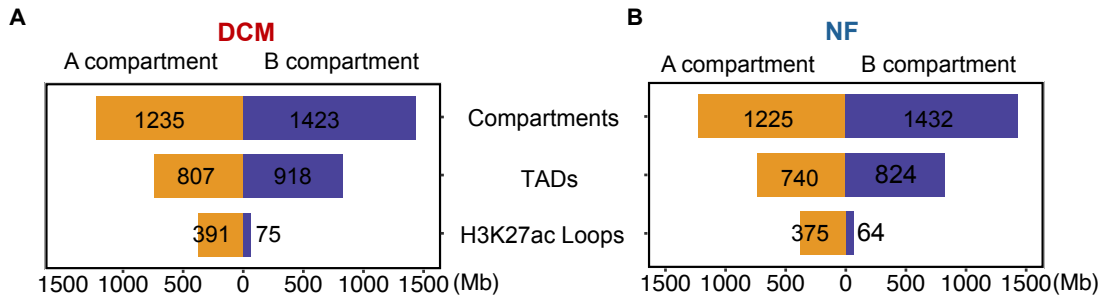 A
DCM
A compartment B compartment
1235 1423
807 918
391 75
1500 1000 500 0 500 1000 1500 (Mb)
Compartments
TADs
H3K27ac Loops
B
NF
A compartment B compartment
1225 1432
740 824
375 64
1500 1000 500 0 500 1000 1500 (Mb)